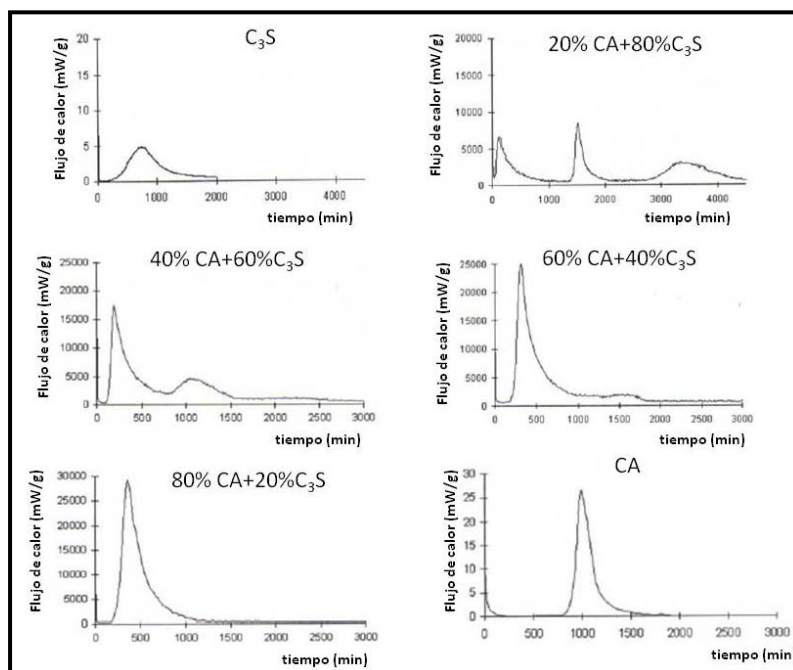 C₃S
Flujo de calor (mW/g)
20
15
10
5
0
0 1000 2000 3000 4000
tiempo (min)
20% CA+80%C₃S
Flujo de calor (mW/g)
20000
15000
10000
5000
0
0 1000 2000 3000 4000
tiempo (min)
40% CA+60%C₃S
Flujo de calor (mW/g)
25000
20000
15000
10000
5000
0
0 500 1000 1500 2000 2500 3000
tiempo (min)
60% CA+40%C₃S
Flujo de calor (mW/g)
25000
20000
15000
10000
5000
0
0 500 1000 1500 2000 2500 3000
tiempo (min)
80% CA+20%C₃S
Flujo de calor (mW/g)
30000
25000
20000
15000
10000
5000
0
0 500 1000 1500 2000 2500 3000
tiempo (min)
CA
Flujo de calor (mW/g)
30
25
20
15
10
5
0
0 1000 2000 3000
tiempo (min)